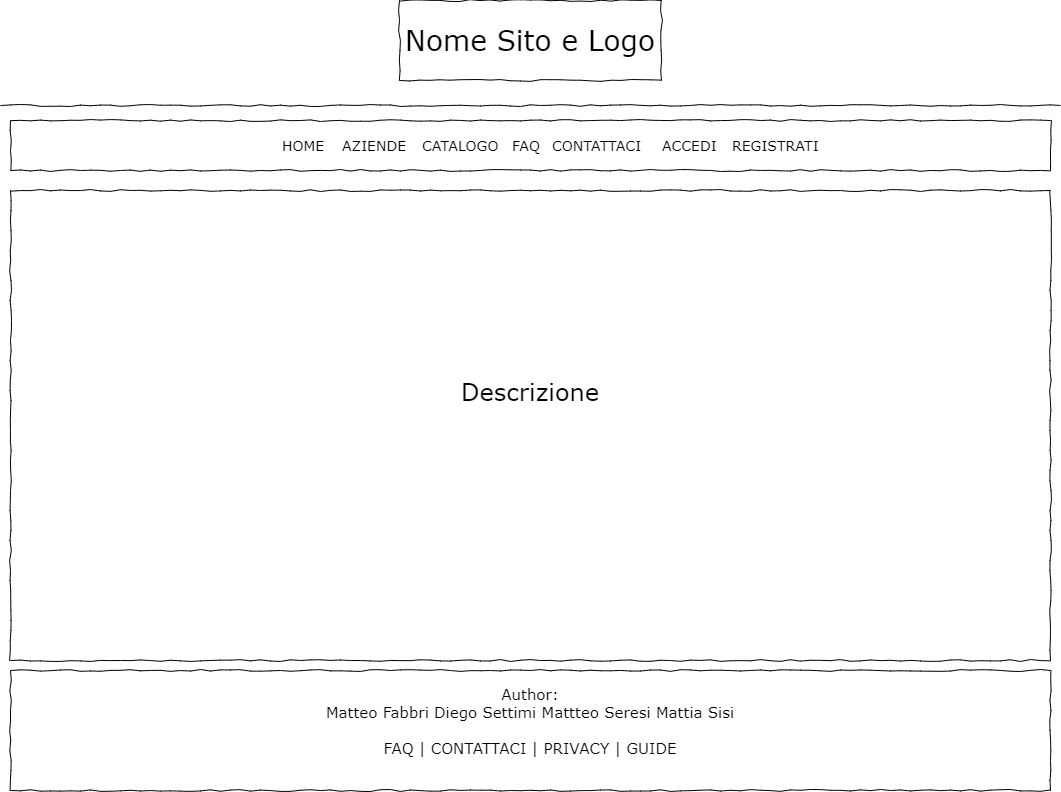 Nome Sito e Logo
HOME AZIENDE CATALOGO FAQ CONTATTACI ACCEDI REGISTRATI
Descrizione
Author:
Matteo Fabbri Diego Settimi Mattteo Seresi Mattia Sisi
FAQ | CONTATTACI | PRIVACY | GUIDE